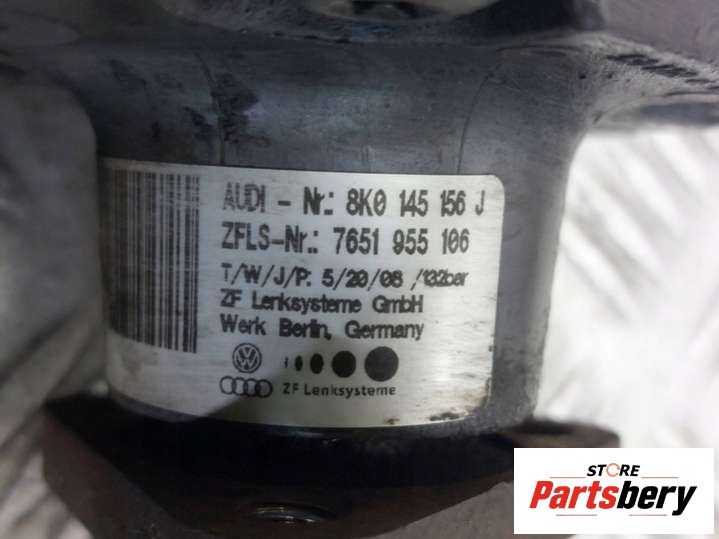 AUDI - Nr.: 8K0 145 156 J
ZFLS-Nr.: 7651 955 106
T/W/J/P: 5/20/08 /132bar
ZF Lenksysteme GmbH
Werk Berlin, Germany
ZF Lenksysteme
STORE
Partsbery